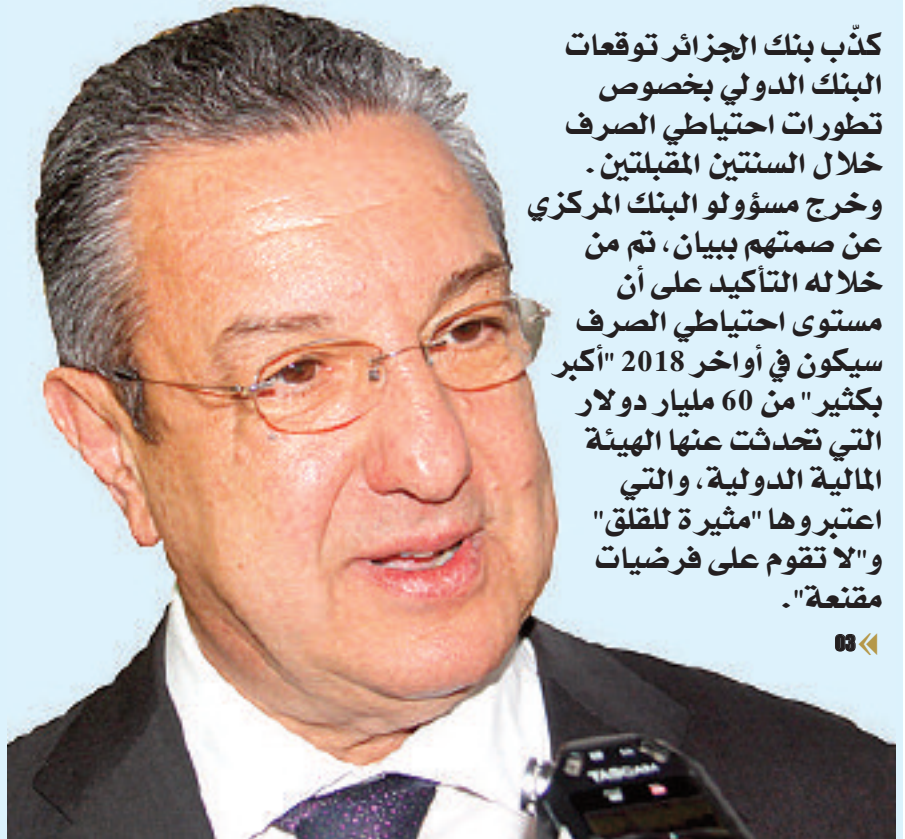 كذّب بنك الجزائر توقعات
البنك الدولي بخصوص
تطورات احتياطي الصرف
خلال السنتين المقبلتين.
وخرج مسؤولو البنك المركزي
عن صمتهم ببيان، تم من
خلاله التأكيد على أن
مستوى احتياطي الصرف
سيكون في أواخر 2018 "أكبر
بكثير" من 60 مليار دولار
التي تحدثت عنها الهيئة
المالية الدولية، والتي
اعتبروها "مثيرة للقلق"
و"لا تقوم على فرضيات
مقنعة".
03
TASCAM